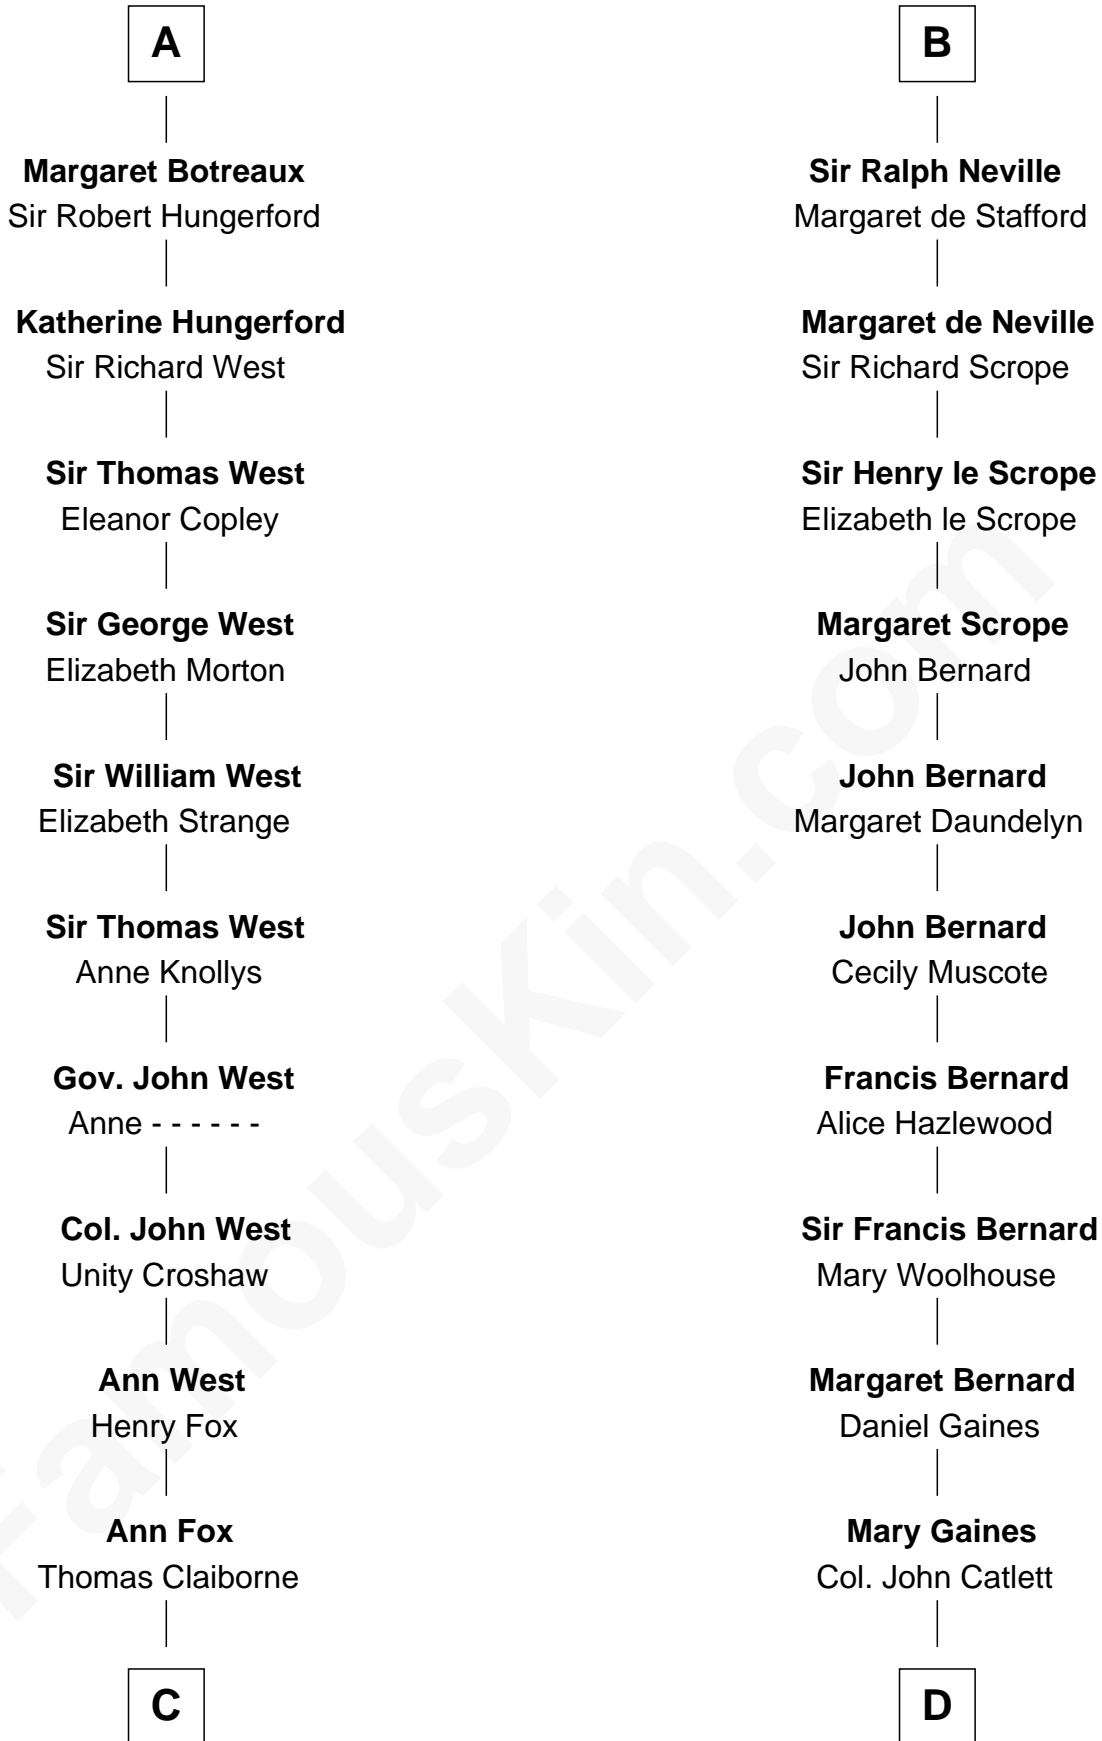 A
Margaret Botreaux
Sir Robert Hungerford
Katherine Hungerford
Sir Richard West
Sir Thomas West
Eleanor Copley
Sir George West
Elizabeth Morton
Sir William West
Elizabeth Strange
Sir Thomas West
Anne Knollys
Gov. John West
Anne - - - - - -
Col. John West
Unity Croshaw
Ann West
Henry Fox
Ann Fox
Thomas Claiborne
C
B
Sir Ralph Neville
Margaret de Stafford
Margaret de Neville
Sir Richard Scrope
Sir Henry le Scrope
Elizabeth le Scrope
Margaret Scrope
John Bernard
John Bernard
Margaret Daundelyn
John Bernard
Cecily Muscote
Francis Bernard
Alice Hazlewood
Sir Francis Bernard
Mary Woolhouse
Margaret Bernard
Daniel Gaines
Mary Gaines
Col. John Catlett
D
FamousKin.com